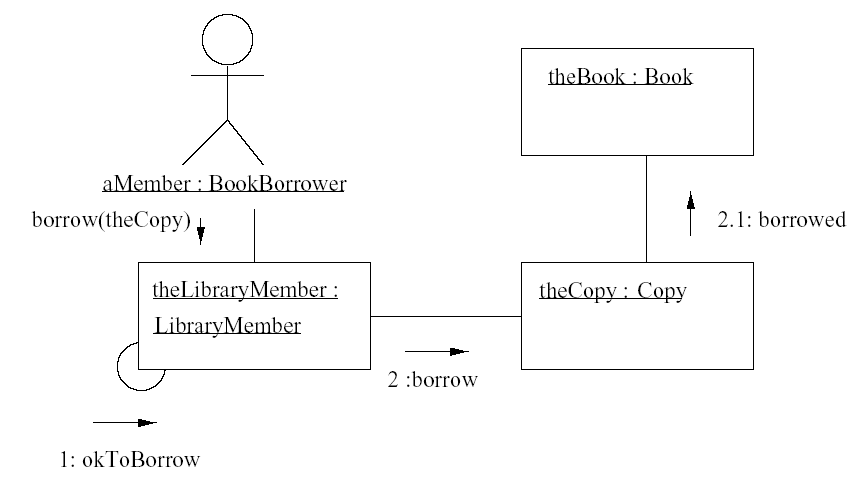 theBook : Book
aMember : BookBorrower
borrow(theCopy)
2.1: borrowed
theLibraryMember :
LibraryMember
theCopy : Copy
2 :borrow
1: okToBorrow